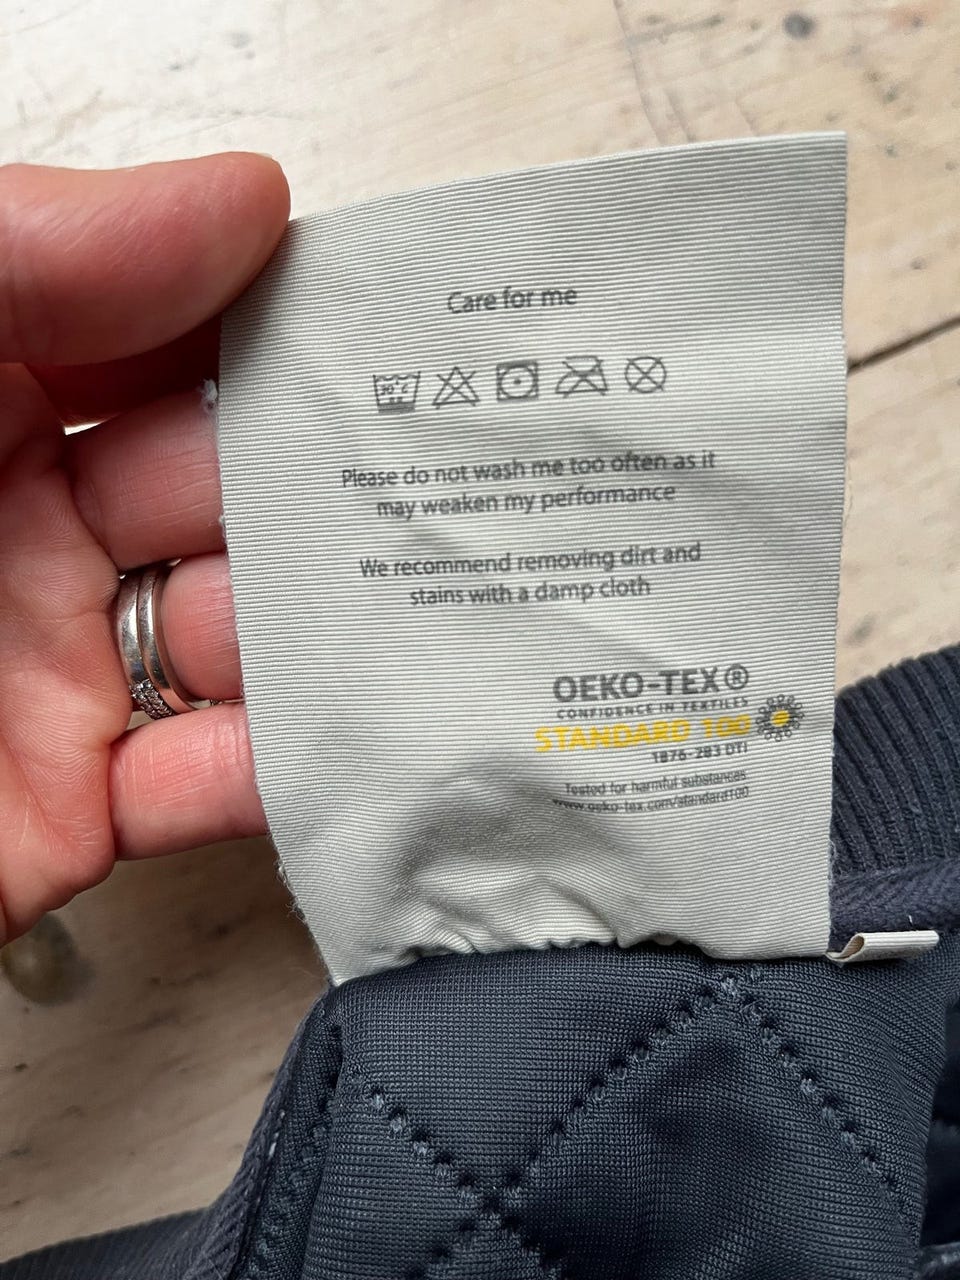 Care for me
30°C
Please do not wash me too often as it
may weaken my performance
We recommend removing dirt and
stains with a damp cloth
OEKO-TEX®
CONFIDENCE IN TEXTILES
STANDARD 100
1876-283 DTI
Tested for harmful substances
www.oeko-tex.com/standard100